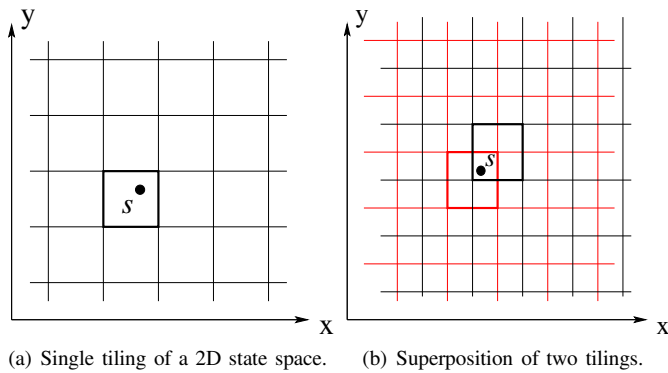 y
s
x
(a) Single tiling of a 2D state space.
y
s
x
(b) Superposition of two tilings.